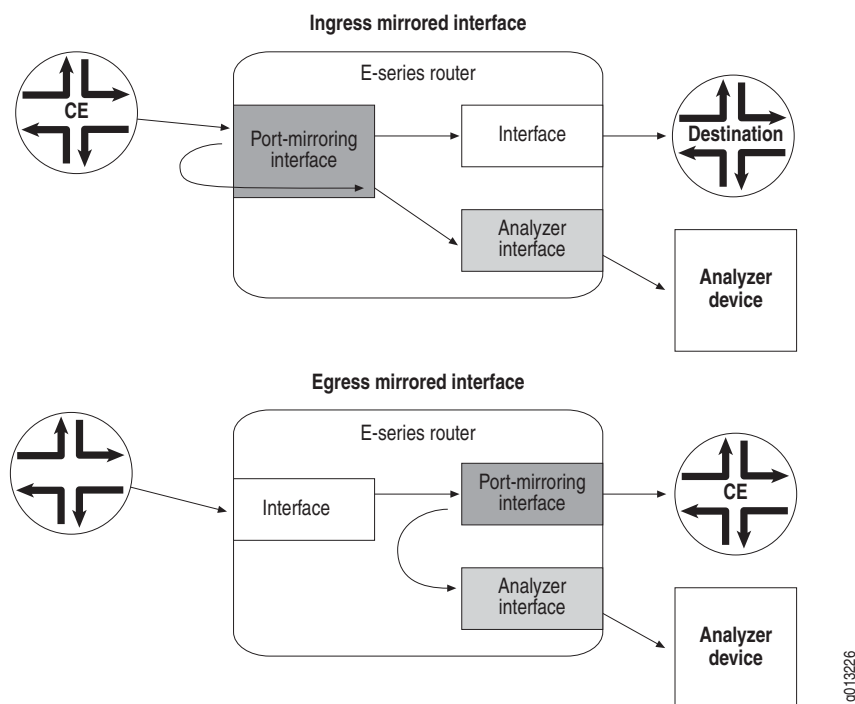 Ingress mirrored interface
E-series router
CE
Port-mirroring
interface
Interface
Destination
Analyzer
interface
Analyzer
device
Egress mirrored interface
E-series router
Interface
Port-mirroring
interface
CE
Analyzer
interface
Analyzer
device
g013226